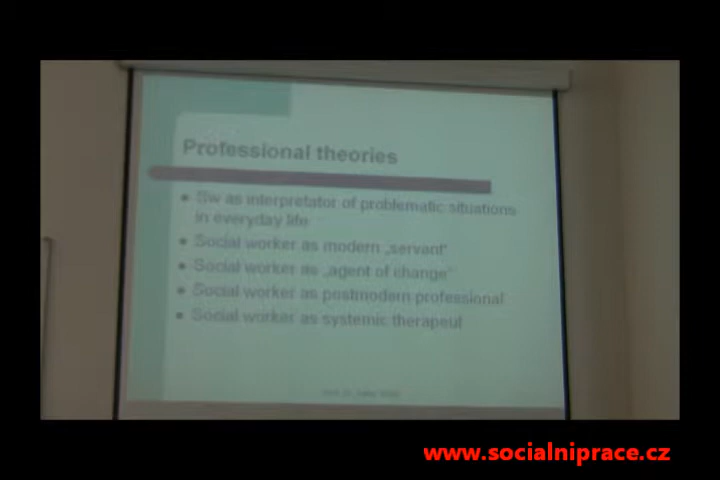 Professional theories
• Sw as interpretator of problematic situations
in everyday life
• Social worker as modern „servant“
• Social worker as „agent of change“
• Social worker as postmodern professional
• Social worker as systemic therapeut
www.socialniprace.cz